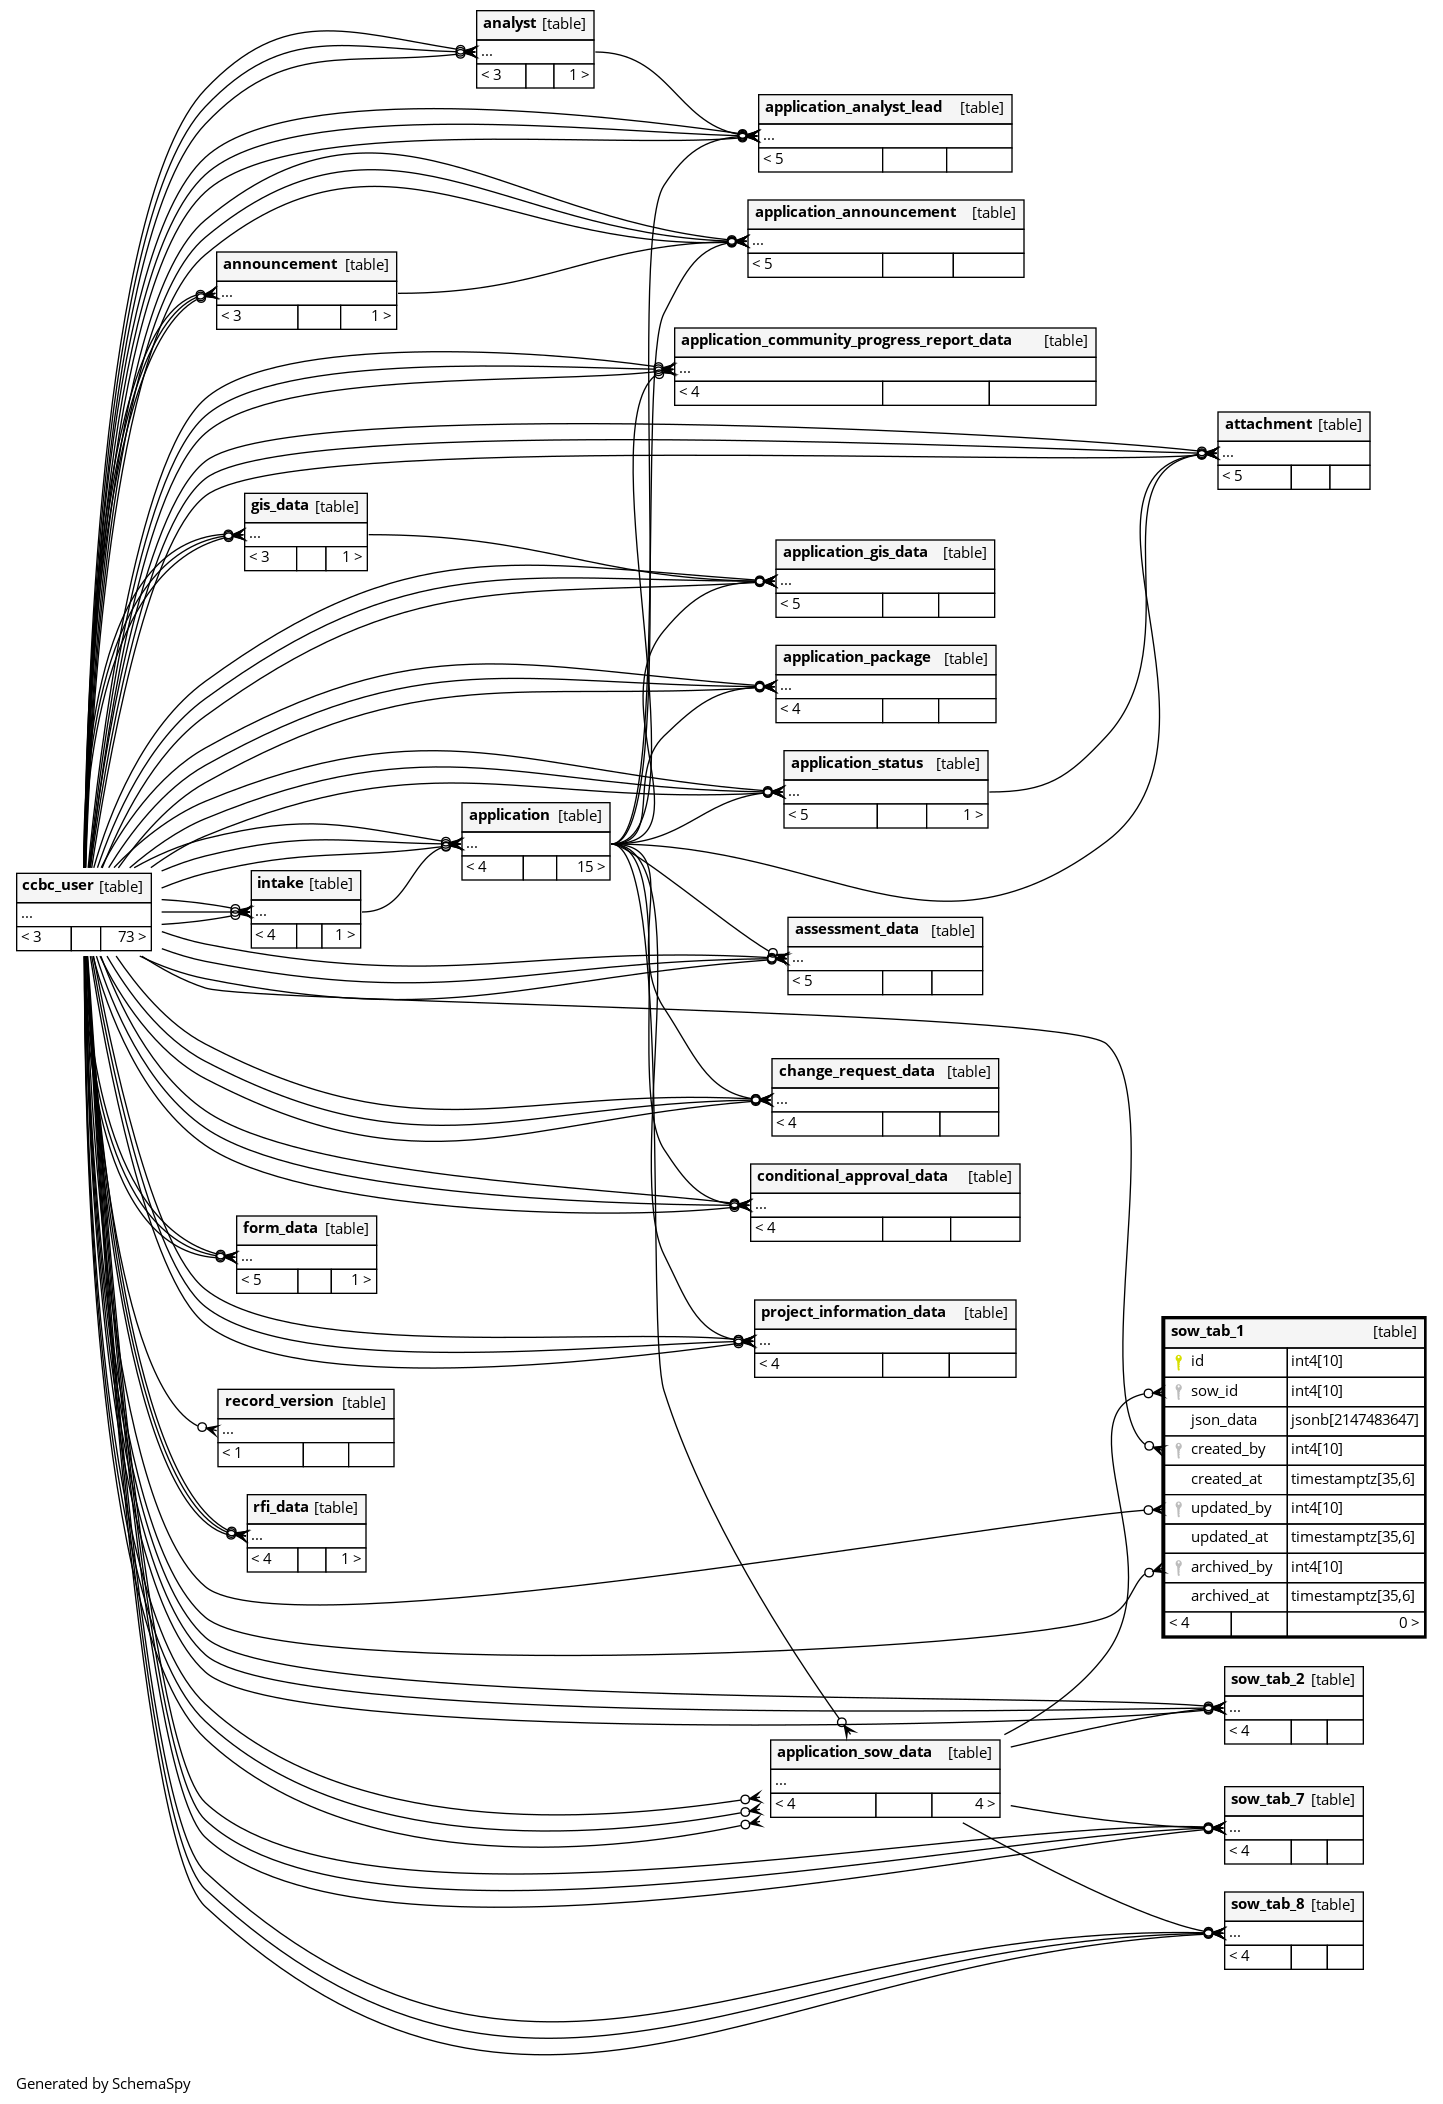 analyst [table]
...
< 3 1 >
application_analyst_lead [table]
...
< 5
application_announcement [table]
...
< 5
announcement [table]
...
< 3 1 >
application_community_progress_report_data [table]
...
< 4
attachment [table]
...
< 5
gis_data [table]
...
< 3 1 >
application_gis_data [table]
...
< 5
application_package [table]
...
< 4
application_status [table]
...
< 5 1 >
application [table]
...
< 4 15 >
ccbc_user [table]
...
< 3 73 >
intake [table]
...
< 4 1 >
assessment_data [table]
...
< 5
change_request_data [table]
...
< 4
conditional_approval_data [table]
...
< 4
form_data [table]
...
< 5 1 >
project_information_data [table]
...
< 4
sow_tab_1 [table]
id int4[10]
sow_id int4[10]
json_data jsonb[2147483647]
created_by int4[10]
created_at timestamptz[35,6]
updated_by int4[10]
updated_at timestamptz[35,6]
archived_by int4[10]
archived_at timestamptz[35,6]
< 4 0 >
record_version [table]
...
< 1
rfi_data [table]
...
< 4 1 >
sow_tab_2 [table]
...
< 4
application_sow_data [table]
...
< 4 4 >
sow_tab_7 [table]
...
< 4
sow_tab_8 [table]
...
< 4
Generated by SchemaSpy